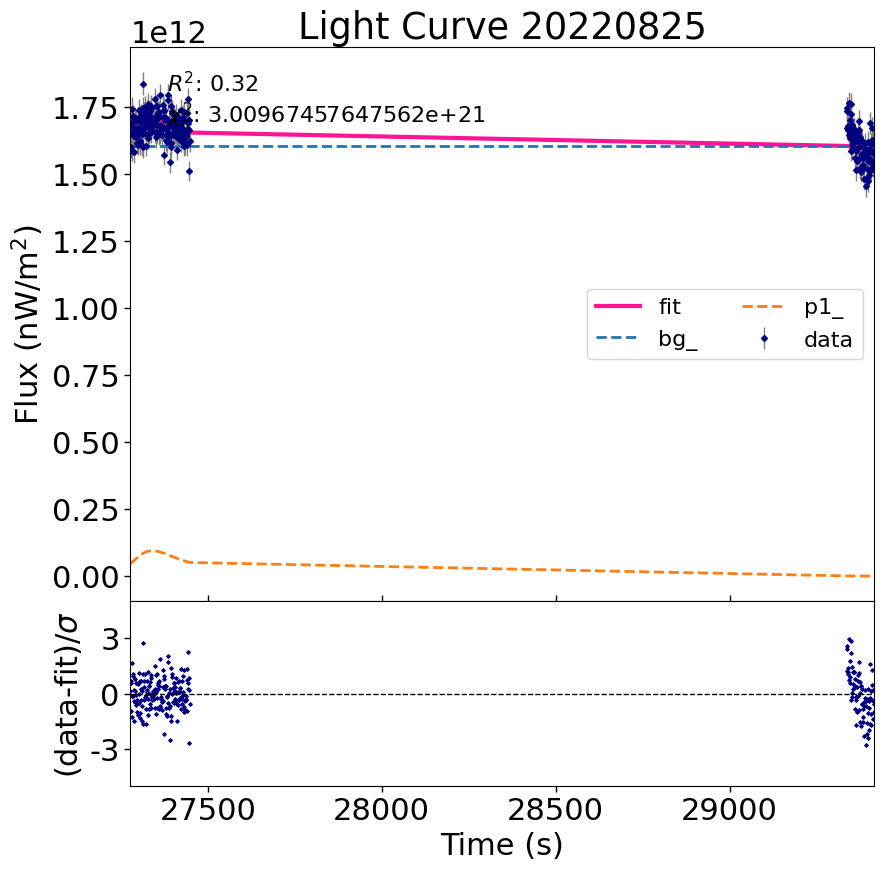 Light Curve 20220825
1e12
R²: 0.32
²: 3.00967457647562e+21
1.75
1.50
1.25
1.00
0.75
0.50
0.25
0.00
Flux (nW/m²)
fit
p1_
bg_
data
3
0
-3
(data-fit)/σ
27500
28000
28500
29000
Time (s)